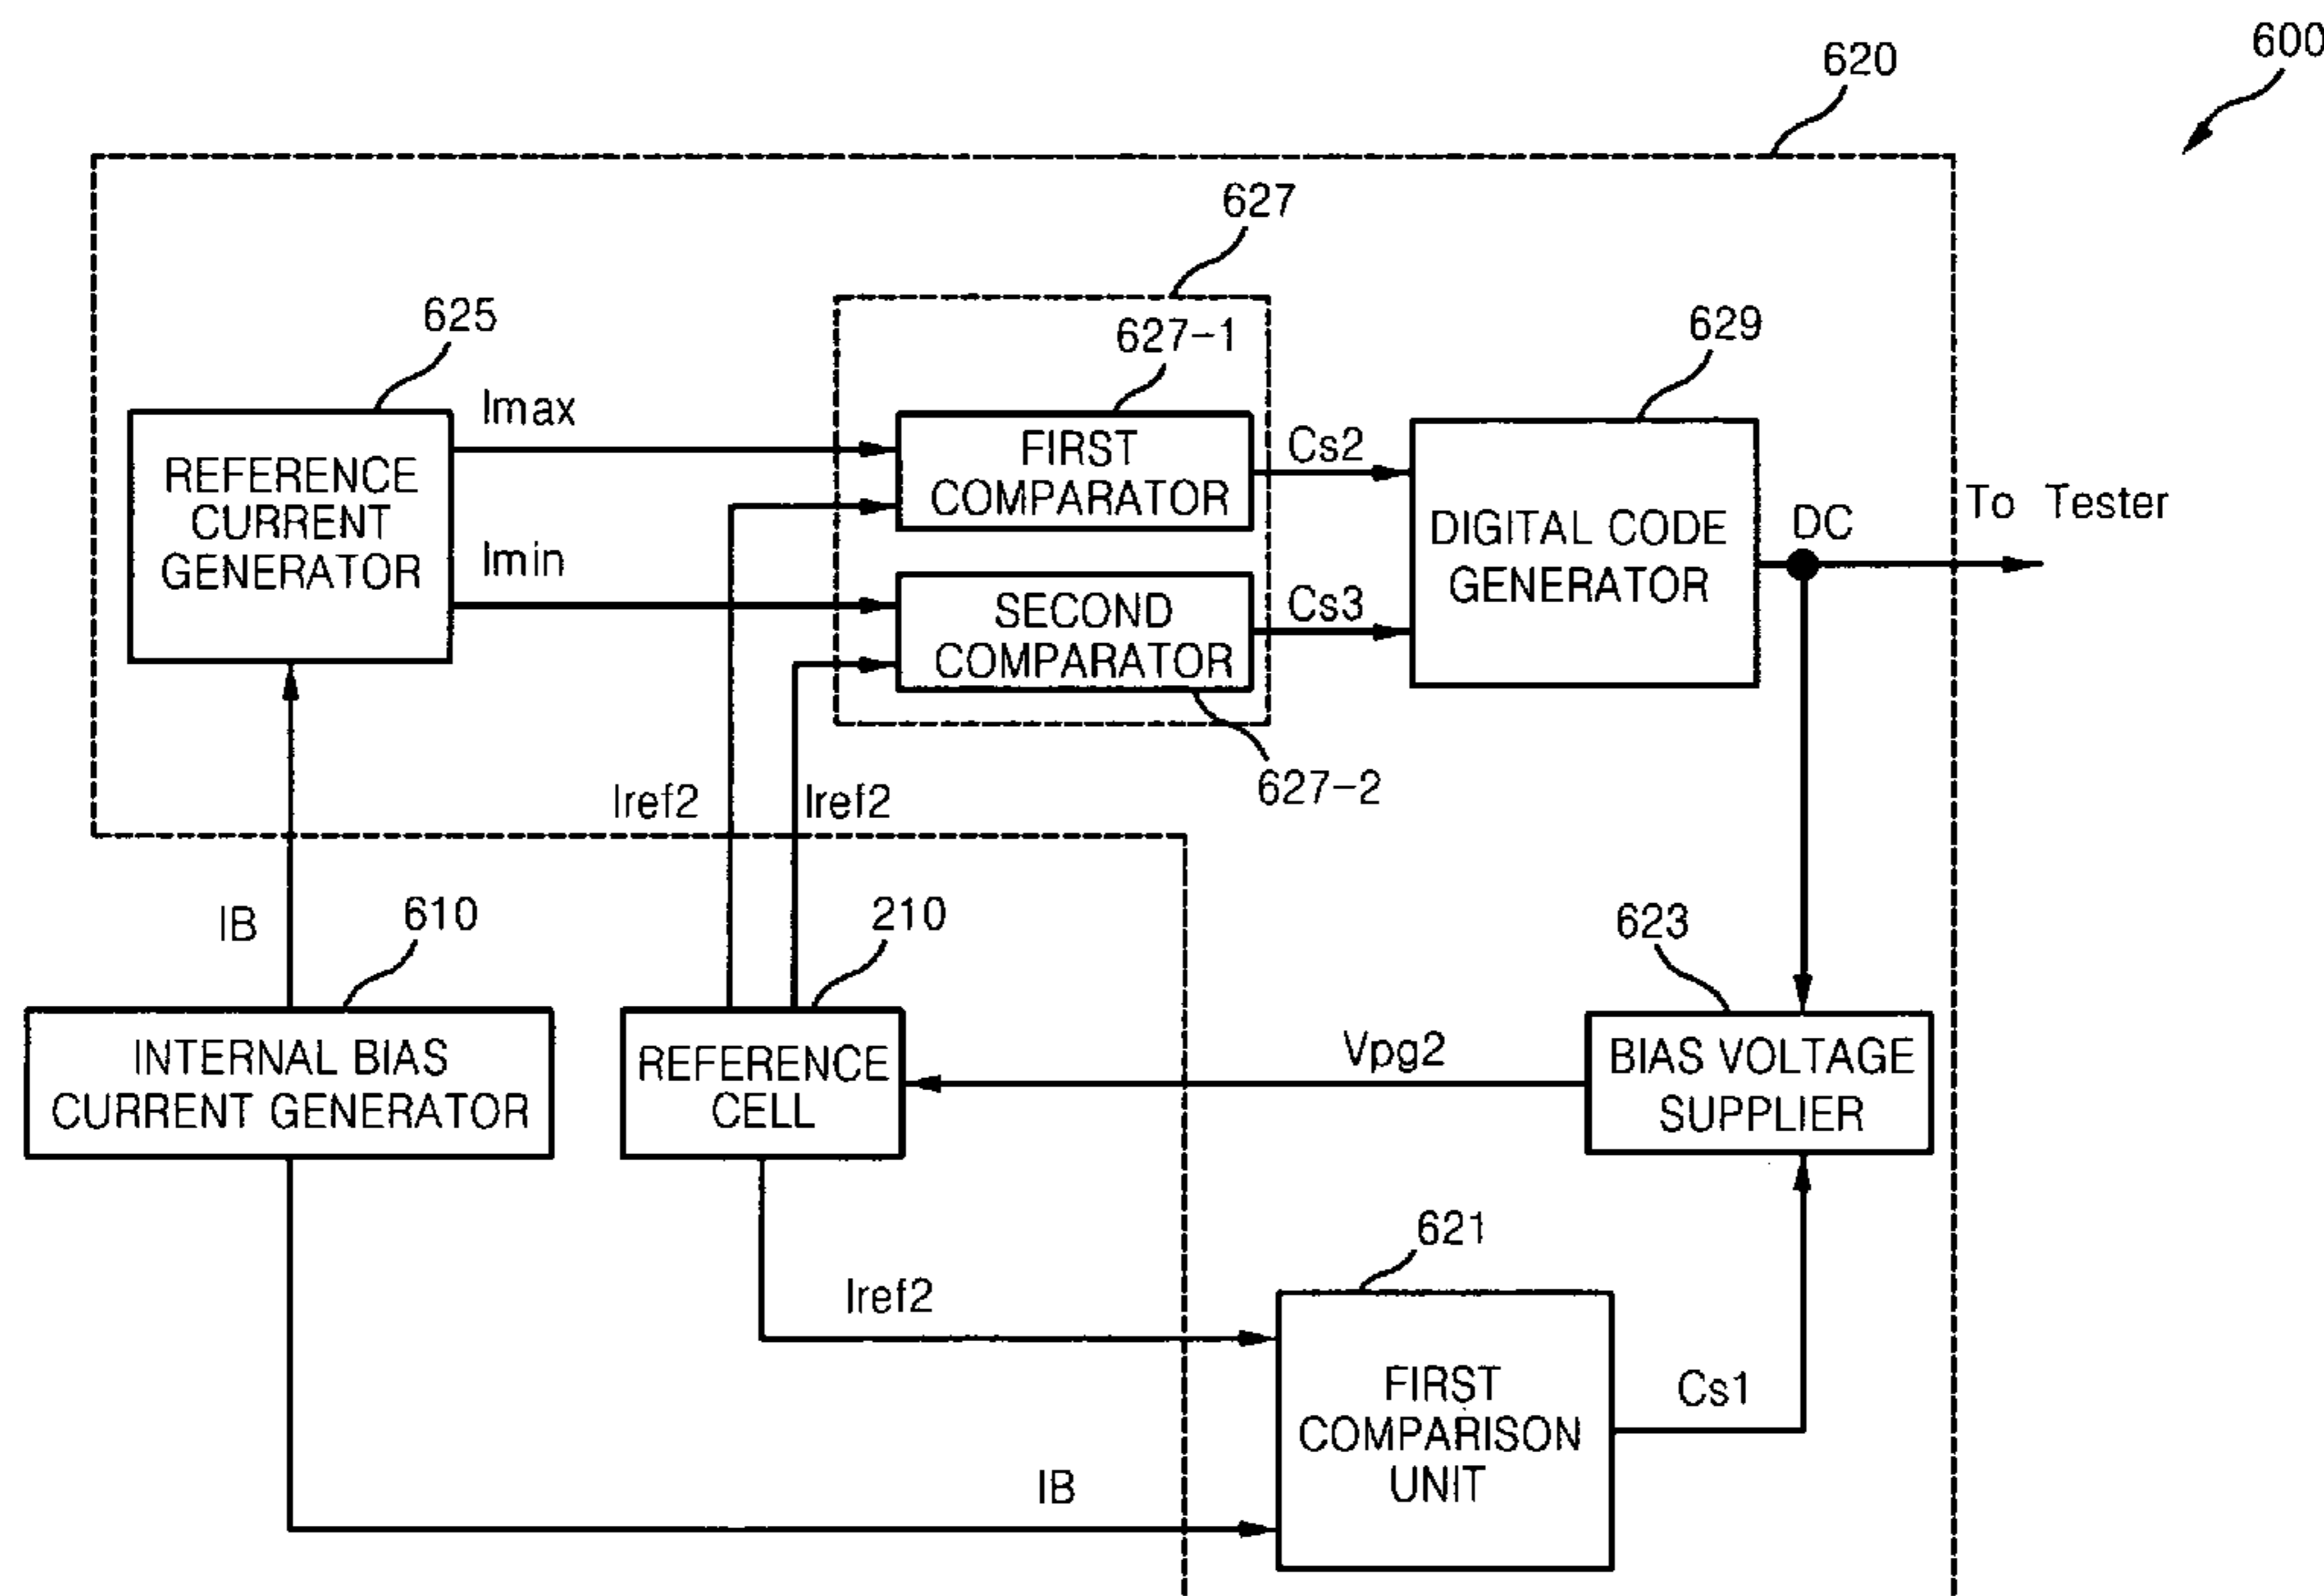 600
620
627
625
627-1
629
Imax
Cs2
REFERENCE
CURRENT
GENERATOR
FIRST
COMPARATOR
DIGITAL CODE
GENERATOR
DC
To Tester
Imin
SECOND
COMPARATOR
Cs3
627-2
Iref2
Iref2
IB
610
210
623
INTERNAL BIAS
CURRENT GENERATOR
REFERENCE
CELL
Vpg2
BIAS VOLTAGE
SUPPLIER
621
Iref2
FIRST
COMPARISON
UNIT
Cs1
IB